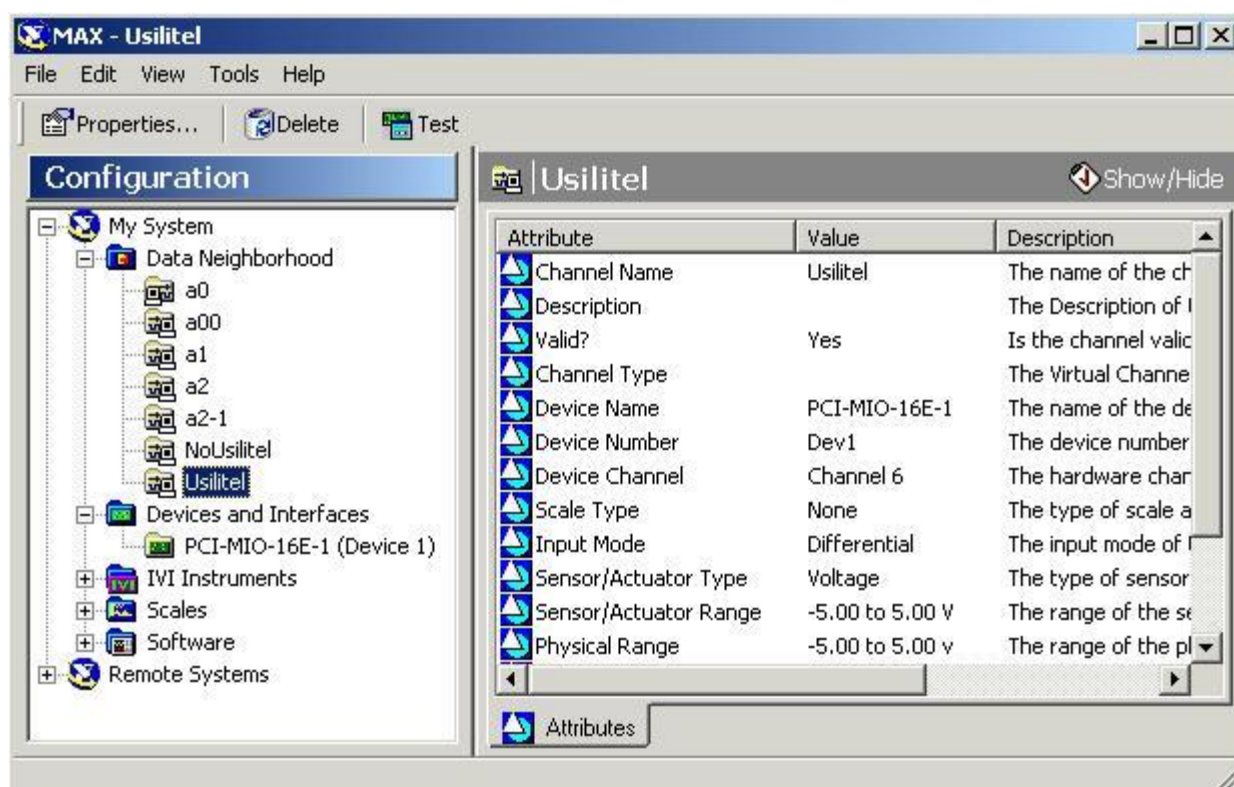 MAX - Usilitel
File Edit View Tools Help
Properties... Delete Test
Configuration
My System
Data Neighborhood
a0
a00
a1
a2
a2-1
NoUsilitel
Usilitel
Devices and Interfaces
PCI-MIO-16E-1 (Device 1)
IVI Instruments
Scales
Software
Remote Systems
Usilitel Show/Hide
Attribute Value Description
Channel Name Usilitel The name of the ch
Description The Description of
Valid? Yes Is the channel valic
Channel Type The Virtual Channe
Device Name PCI-MIO-16E-1 The name of the de
Device Number Dev1 The device number
Device Channel Channel 6 The hardware char
Scale Type None The type of scale a
Input Mode Differential The input mode of
Sensor/Actuator Type Voltage The type of sensor
Sensor/Actuator Range -5.00 to 5.00 V The range of the se
Physical Range -5.00 to 5.00 v The range of the pl
Attributes